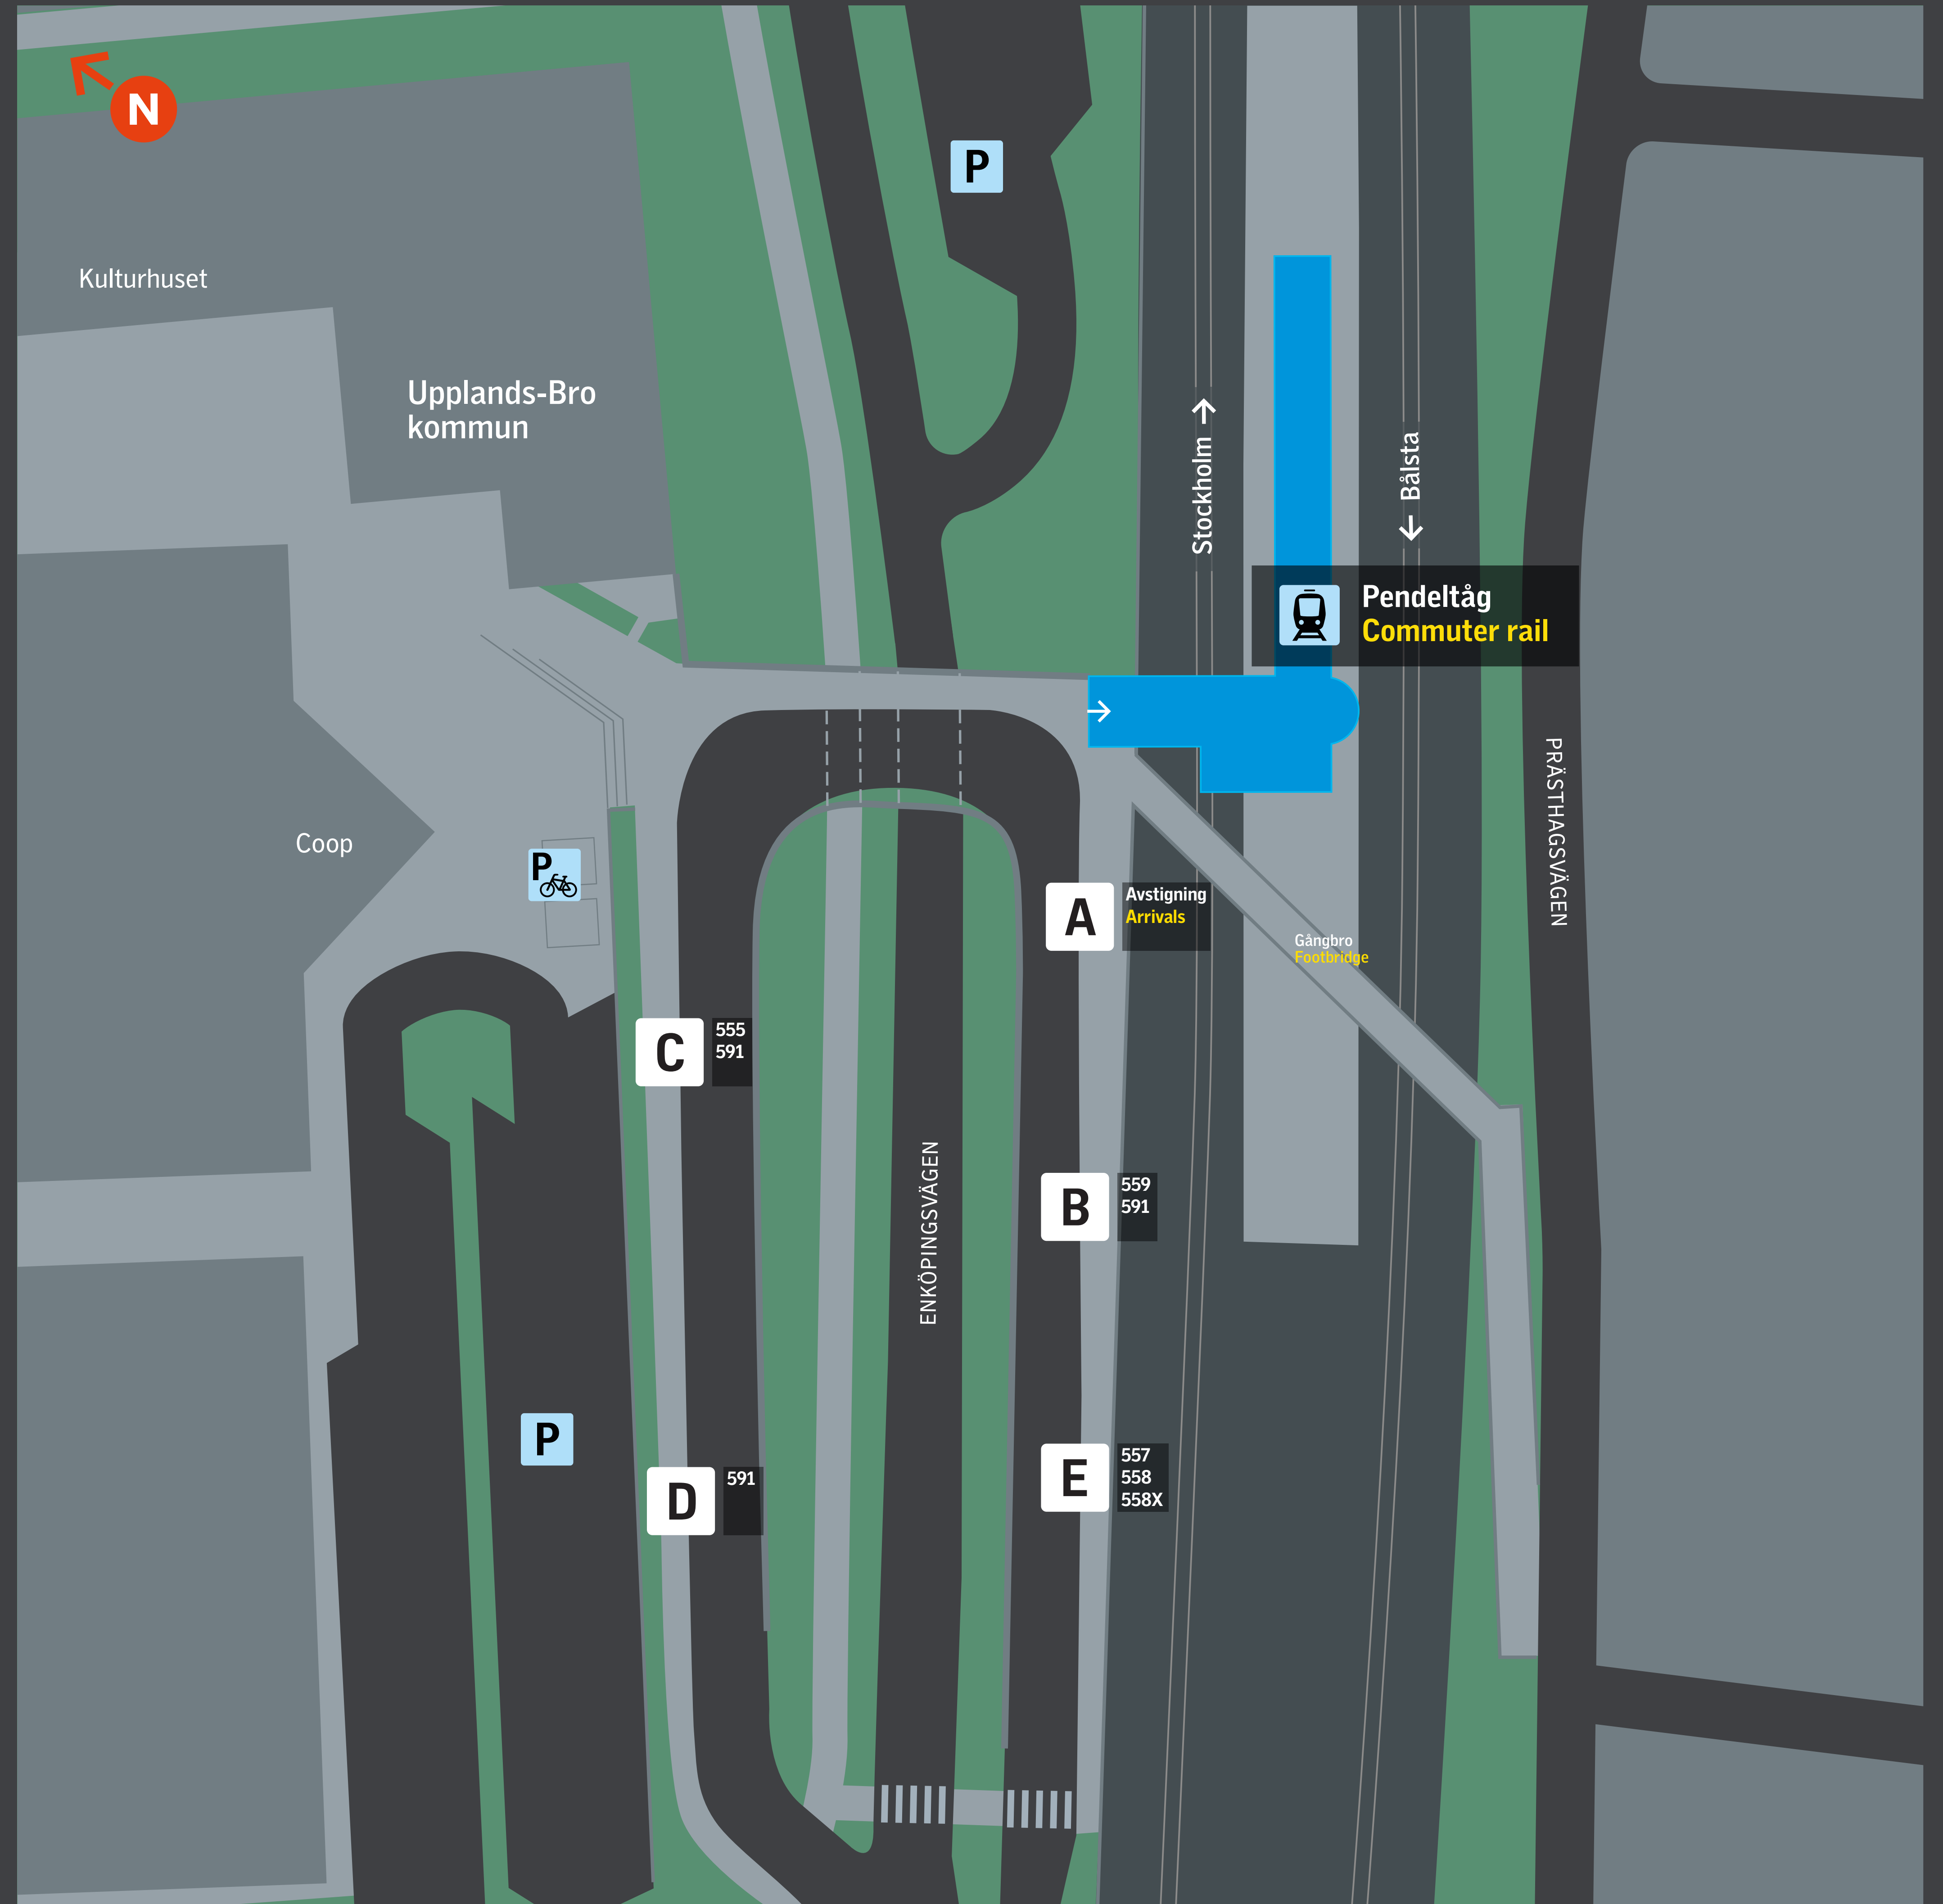 N
P
Kulturhuset
Upplands-Bro
kommun
Stockholm →
← Bålsta
Pendeltåg
Commuter rail
PRÄSTHAGSVÄGEN
Coop
P
A
Avstigning
Arrivals
Gångbro
Footbridge
C
555
591
ENKÖPINGSVÄGEN
B
559
591
P
D
591
E
557
558
558X